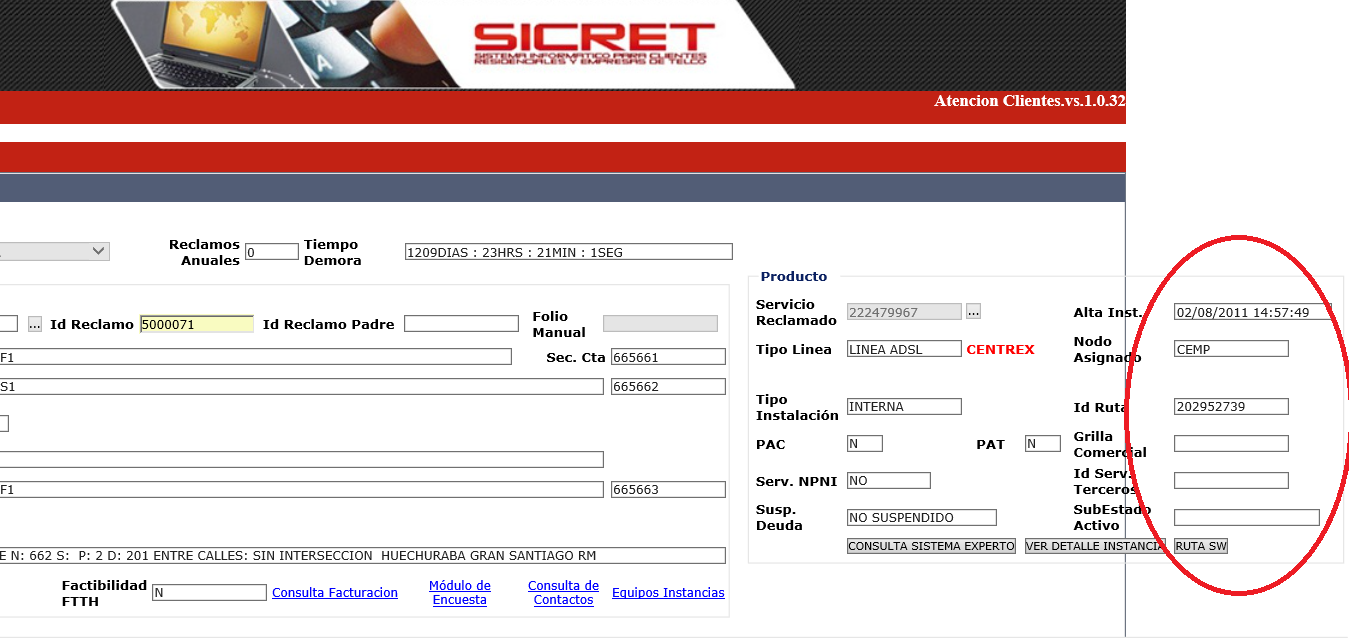 SICRET
SISTEMA INFORMATICO PARA CLIENTES
RESIDENCIALES Y EMPRESAS DE TELCO
Atencion Clientes.vs.1.0.32
Reclamos Anuales 0 Tiempo Demora 1209DIAS : 23HRS : 21MIN : 1SEG
... Id Reclamo 5000071 Id Reclamo Padre Folio Manual
F1 Sec. Cta 665661
S1 665662
F1 665663
E N: 662 S: P: 2 D: 201 ENTRE CALLES: SIN INTERSECCION HUECHURABA GRAN SANTIAGO RM
Factibilidad FTTH N Consulta Facturacion Módulo de Encuesta Consulta de Contactos Equipos Instancias
Producto
Servicio Reclamado 222479967 ... Alta Inst. 02/08/2011 14:57:49
Tipo Linea LINEA ADSL CENTREX Nodo Asignado CEMP
Tipo Instalación INTERNA Id Ruta 202952739
PAC N PAT N Grilla Comercial
Serv. NPNI NO Id Serv. Terceros
Susp. Deuda NO SUSPENDIDO SubEstado Activo
CONSULTA SISTEMA EXPERTO VER DETALLE INSTANCIA RUTA SW